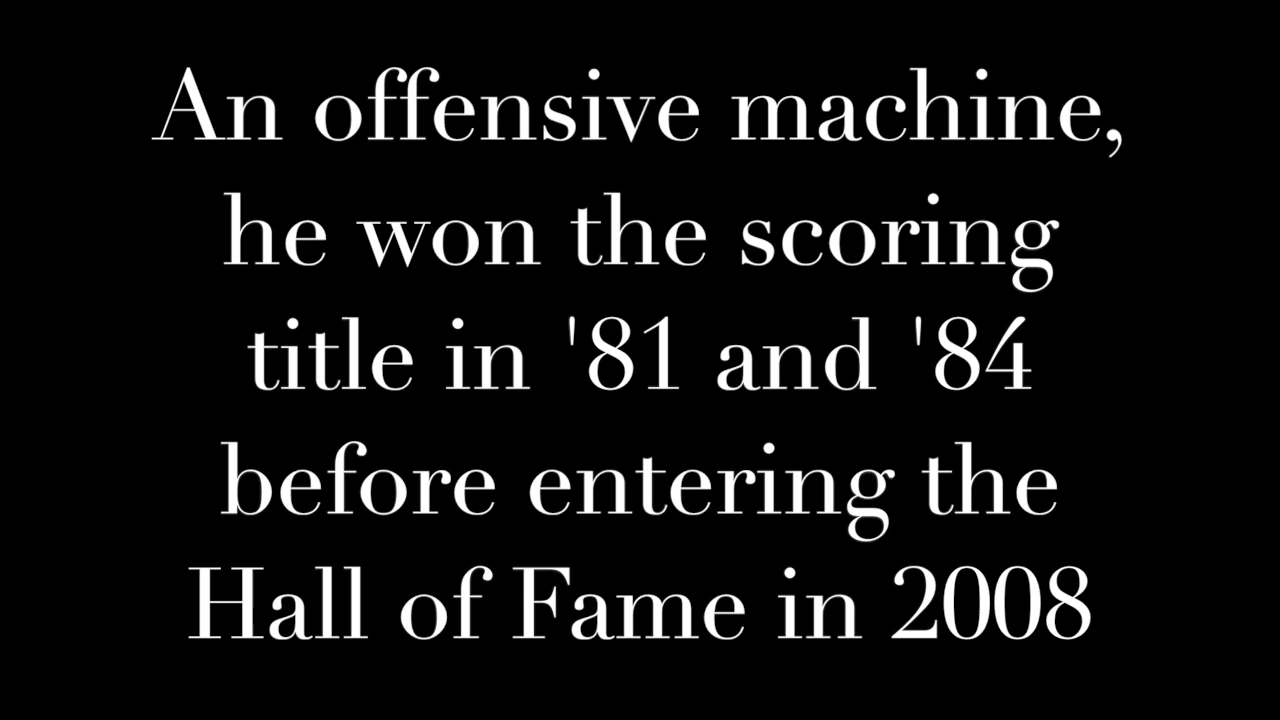 An offensive machine,
he won the scoring
title in '81 and '84
before entering the
Hall of Fame in 2008